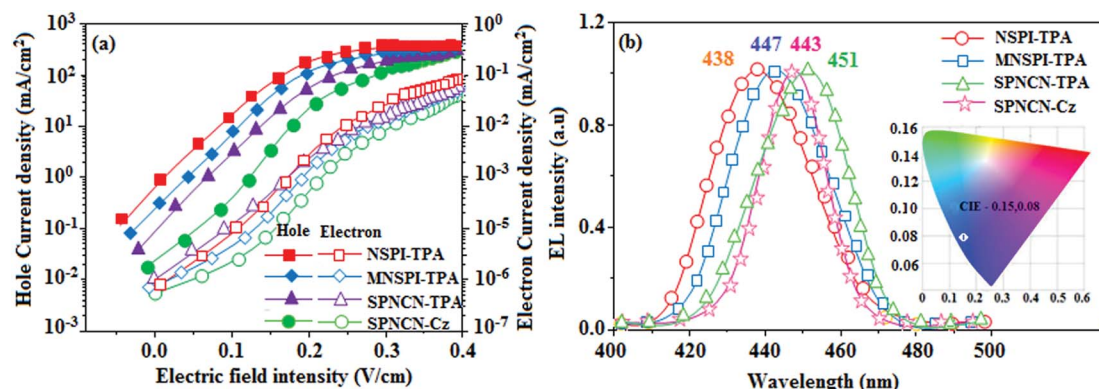 (a)
Hole Current density (mA/cm²)
10³
10²
10¹
10⁰
10⁻¹
10⁻²
10⁻³
0.0
0.1
0.2
0.3
0.4
Electric field intensity (V/cm)
10⁰
10⁻¹
10⁻²
10⁻³
10⁻⁴
10⁻⁵
10⁻⁶
10⁻⁷
Electron Current density (mA/cm²)
Hole Electron
NSPI-TPA
MNSPI-TPA
SPNCN-TPA
SPNCN-Cz
(b)
EL intensity (a.u)
1.2
0.9
0.6
0.3
0.0
400 420 440 460 480 500
Wavelength (nm)
438 447 443 451
NSPI-TPA
MNSPI-TPA
SPNCN-TPA
SPNCN-Cz
0.16
0.14
0.12
0.10
0.08
0.06
0 0.1 0.2 0.3 0.4 0.5 0.6
CIE - 0.15,0.08